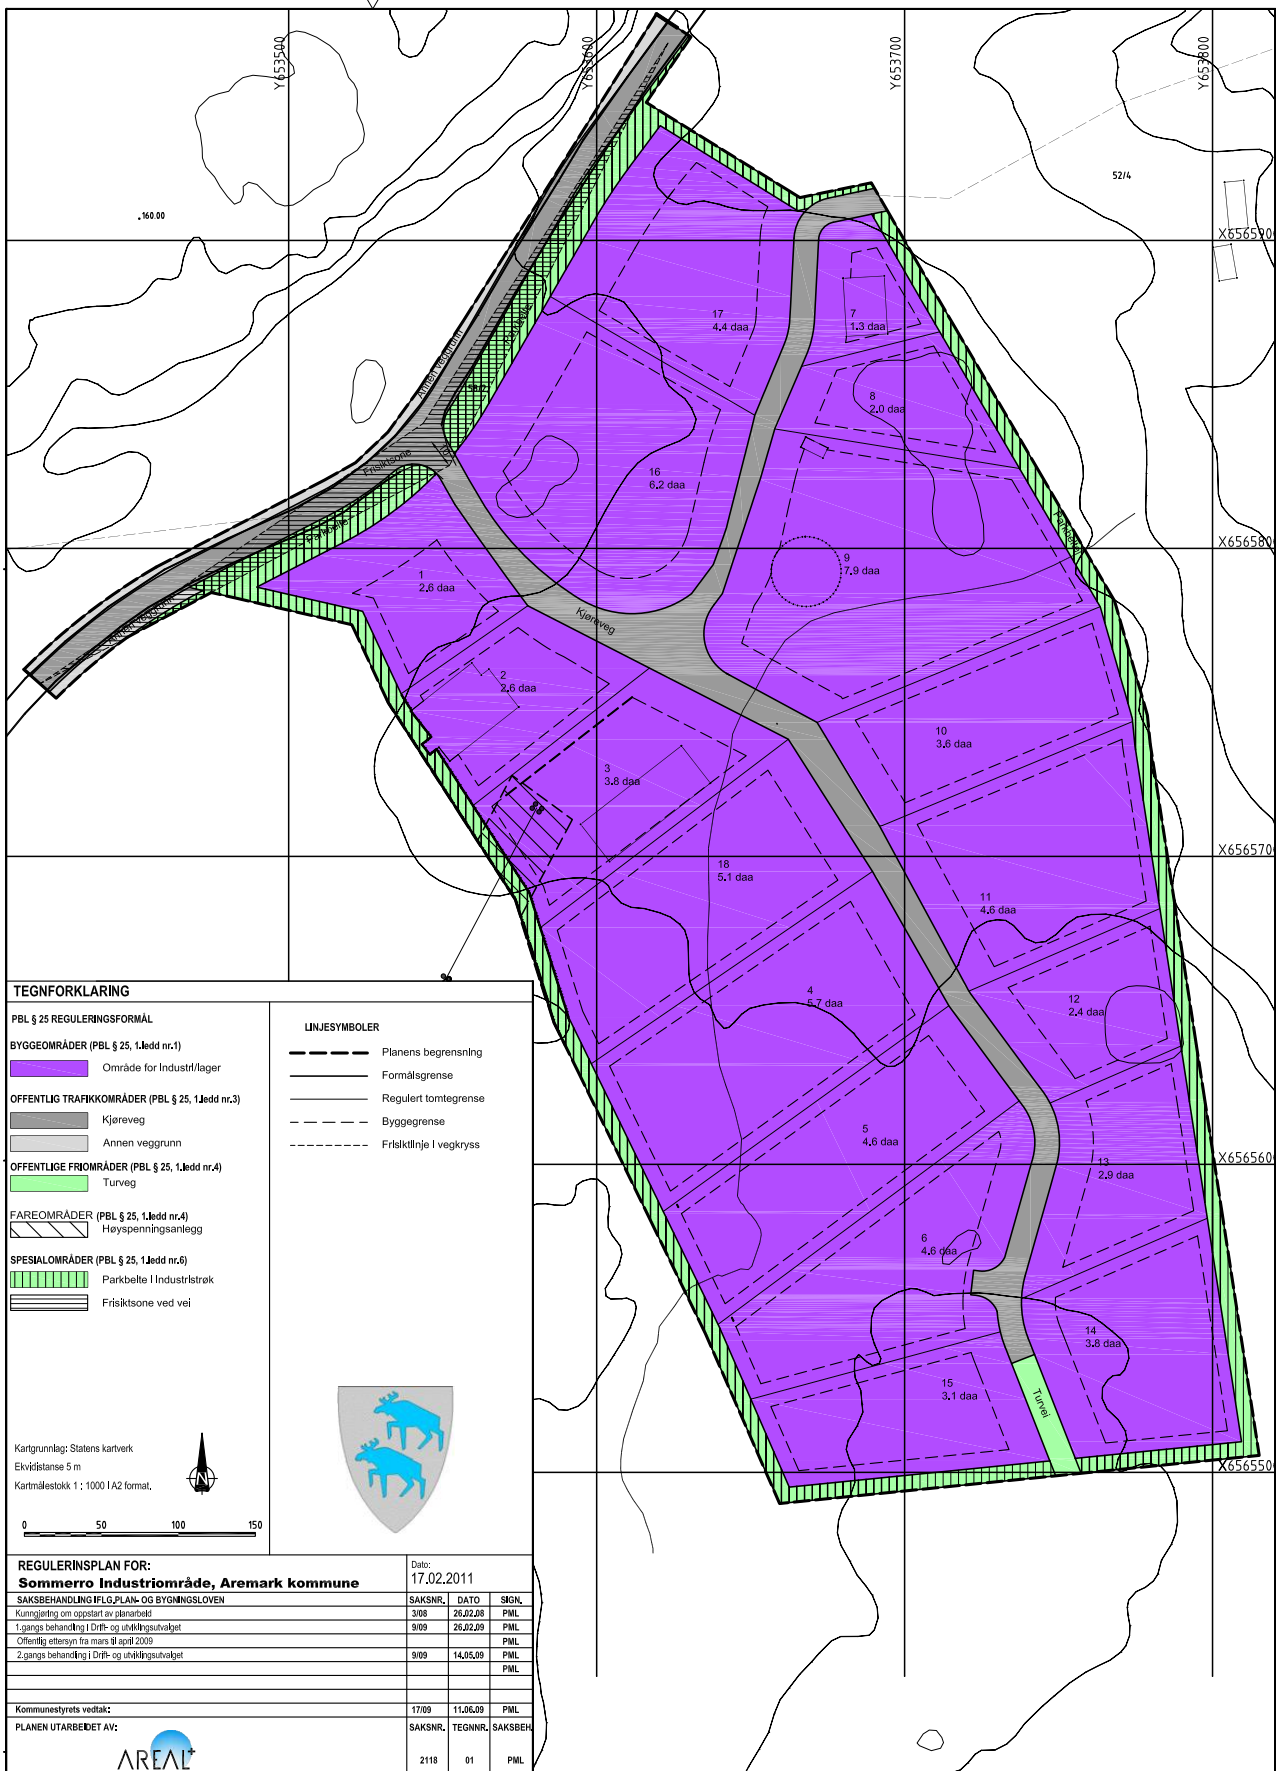 Y653500
Y653600
Y653700
Y653800
52/4
160.00
X6565900
17
4.4 daa
7
1.3 daa
Parkbelte
Annen veggrunn
58/2
8
2.0 daa
Frisiktsone
16
6.2 daa
Parkbelte
Parkbelte
X6565800
9
7.9 daa
1
2.6 daa
Annen veggrunn
Kjøreveg
2
2.6 daa
10
3.6 daa
3
3.8 daa
X6565700
18
5.1 daa
11
4.6 daa
4
5.7 daa
12
2.4 daa
5
4.6 daa
13
2.9 daa
X6565600
6
4.6 daa
14
3.8 daa
15
3.1 daa
Turvei
X6565500
TEGNFORKLARING
PBL § 25 REGULERINGSFORMÅL
BYGGEOMRÅDER (PBL § 25, 1.ledd nr.1)
Område for Industri/lager
OFFENTLIG TRAFIKKOMRÅDER (PBL § 25, 1.ledd nr.3)
Kjøreveg
Annen veggrunn
OFFENTLIGE FRIOMRÅDER (PBL § 25, 1.ledd nr.4)
Turveg
FAREOMRÅDER (PBL § 25, 1.ledd nr.4)
Høyspenningsanlegg
SPESIALOMRÅDER (PBL § 25, 1.ledd nr.6)
Parkbelte i Industristrøk
Frisiktsone ved vei
LINJESYMBOLER
Planens begrensning
Formålsgrense
Regulert tomtegrense
Byggegrense
Frisiktlinje i vegkryss
Kartgrunnlag: Statens kartverk
Ekvidistanse 5 m
Kartmålestokk 1 : 1000 i A2 format.
N
0 50 100 150
REGULERINSPLAN FOR:
Sommerro Industriområde, Aremark kommune
Dato:
17.02.2011
SAKSBEHANDLING IFLG.PLAN- OG BYGNINGSLOVEN SAKSNR. DATO SIGN.
Kunngjøring om oppstart av planarbeid 3/08 26.02.08 PML
1.gangs behandling i Drift- og utviklingsutvalget 9/09 26.02.09 PML
Offentlig ettersyn fra mars til april 2009 PML
2.gangs behandling i Drift- og utviklingsutvalget 9/09 14.05.09 PML
PML
Kommunestyrets vedtak: 17/09 11.06.09 PML
PLANEN UTARBEIDET AV: SAKSNR. TEGNNR. SAKSBEH.
AREAL+ 2118 01 PML